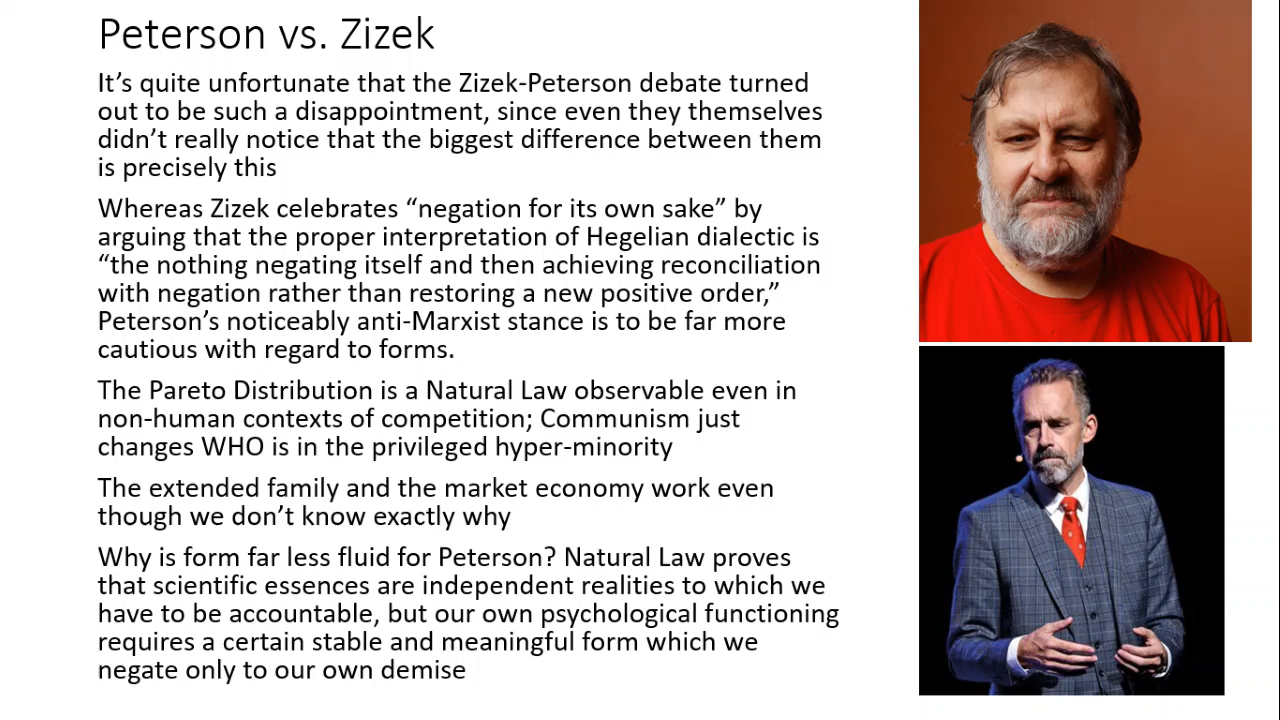 Peterson vs. Zizek
It’s quite unfortunate that the Zizek-Peterson debate turned
out to be such a disappointment, since even they themselves
didn’t really notice that the biggest difference between them
is precisely this
Whereas Zizek celebrates “negation for its own sake” by
arguing that the proper interpretation of Hegelian dialectic is
“the nothing negating itself and then achieving reconciliation
with negation rather than restoring a new positive order,”
Peterson’s noticeably anti-Marxist stance is to be far more
cautious with regard to forms.
The Pareto Distribution is a Natural Law observable even in
non-human contexts of competition; Communism just
changes WHO is in the privileged hyper-minority
The extended family and the market economy work even
though we don’t know exactly why
Why is form far less fluid for Peterson? Natural Law proves
that scientific essences are independent realities to which we
have to be accountable, but our own psychological functioning
requires a certain stable and meaningful form which we
negate only to our own demise